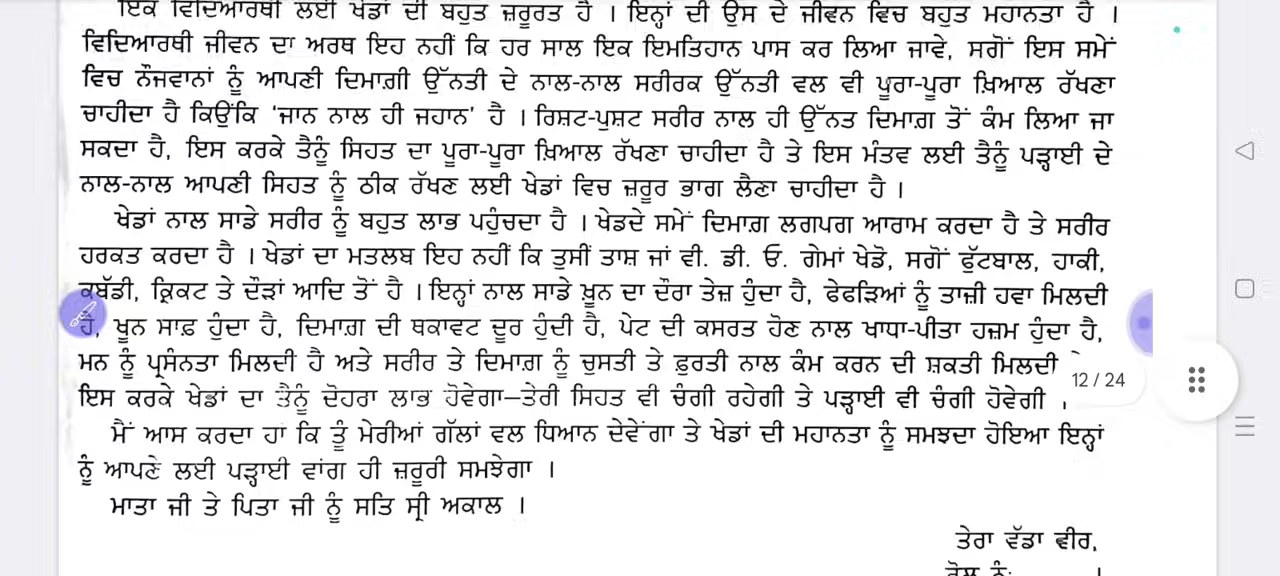 ਇਕ ਵਿਦਿਆਰਥੀ ਲਈ ਖੇਡਾਂ ਦੀ ਬਹੁਤ ਜ਼ਰੂਰਤ ਹੈ । ਇਨ੍ਹਾਂ ਦੀ ਉਸ ਦੇ ਜੀਵਨ ਵਿਚ ਬਹੁਤ ਮਹਾਨਤਾ ਹੈ ।
ਵਿਦਿਆਰਥੀ ਜੀਵਨ ਦਾ ਅਰਥ ਇਹ ਨਹੀਂ ਕਿ ਹਰ ਸਾਲ ਇਕ ਇਮਤਿਹਾਨ ਪਾਸ ਕਰ ਲਿਆ ਜਾਵੇ, ਸਗੋਂ ਇਸ ਸਮੇਂ
ਵਿਚ ਨੌਜਵਾਨਾਂ ਨੂੰ ਆਪਣੀ ਦਿਮਾਗ਼ੀ ਉੱਨਤੀ ਦੇ ਨਾਲ-ਨਾਲ ਸਰੀਰਕ ਉੱਨਤੀ ਵਲ ਵੀ ਪੂਰਾ-ਪੂਰਾ ਖ਼ਿਆਲ ਰੱਖਣਾ
ਚਾਹੀਦਾ ਹੈ ਕਿਉਂਕਿ ‘ਜਾਨ ਨਾਲ ਹੀ ਜਹਾਨ’ ਹੈ । ਰਿਸ਼ਟ-ਪੁਸ਼ਟ ਸਰੀਰ ਨਾਲ ਹੀ ਉੱਨਤ ਦਿਮਾਗ਼ ਤੋਂ ਕੰਮ ਲਿਆ ਜਾ
ਸਕਦਾ ਹੈ, ਇਸ ਕਰਕੇ ਤੈਨੂੰ ਸਿਹਤ ਦਾ ਪੂਰਾ-ਪੂਰਾ ਖ਼ਿਆਲ ਰੱਖਣਾ ਚਾਹੀਦਾ ਹੈ ਤੇ ਇਸ ਮੰਤਵ ਲਈ ਤੈਨੂੰ ਪੜ੍ਹਾਈ ਦੇ
ਨਾਲ-ਨਾਲ ਆਪਣੀ ਸਿਹਤ ਨੂੰ ਠੀਕ ਰੱਖਣ ਲਈ ਖੇਡਾਂ ਵਿਚ ਜ਼ਰੂਰ ਭਾਗ ਲੈਣਾ ਚਾਹੀਦਾ ਹੈ ।
ਖੇਡਾਂ ਨਾਲ ਸਾਡੇ ਸਰੀਰ ਨੂੰ ਬਹੁਤ ਲਾਭ ਪਹੁੰਚਦਾ ਹੈ । ਖੇਡਦੇ ਸਮੇਂ ਦਿਮਾਗ਼ ਲਗਪਗ ਆਰਾਮ ਕਰਦਾ ਹੈ ਤੇ ਸਰੀਰ
ਹਰਕਤ ਕਰਦਾ ਹੈ । ਖੇਡਾਂ ਦਾ ਮਤਲਬ ਇਹ ਨਹੀਂ ਕਿ ਤੁਸੀਂ ਤਾਸ਼ ਜਾਂ ਵੀ. ਡੀ. ਓ. ਗੇਮਾਂ ਖੇਡੋ, ਸਗੋਂ ਫੁੱਟਬਾਲ, ਹਾਕੀ,
ਕਬੱਡੀ, ਕ੍ਰਿਕਟ ਤੇ ਦੌੜਾਂ ਆਦਿ ਤੋਂ ਹੈ । ਇਨ੍ਹਾਂ ਨਾਲ ਸਾਡੇ ਖ਼ੂਨ ਦਾ ਦੌਰਾ ਤੇਜ਼ ਹੁੰਦਾ ਹੈ, ਫੇਫੜਿਆਂ ਨੂੰ ਤਾਜ਼ੀ ਹਵਾ ਮਿਲਦੀ
ਹੈ, ਖੂਨ ਸਾਫ਼ ਹੁੰਦਾ ਹੈ, ਦਿਮਾਗ਼ ਦੀ ਥਕਾਵਟ ਦੂਰ ਹੁੰਦੀ ਹੈ, ਪੇਟ ਦੀ ਕਸਰਤ ਹੋਣ ਨਾਲ ਖਾਧਾ-ਪੀਤਾ ਹਜ਼ਮ ਹੁੰਦਾ ਹੈ,
ਮਨ ਨੂੰ ਪ੍ਰਸੰਨਤਾ ਮਿਲਦੀ ਹੈ ਅਤੇ ਸਰੀਰ ਤੇ ਦਿਮਾਗ਼ ਨੂੰ ਚੁਸਤੀ ਤੇ ਫ਼ੁਰਤੀ ਨਾਲ ਕੰਮ ਕਰਨ ਦੀ ਸ਼ਕਤੀ ਮਿਲਦੀ
12 / 24
ਇਸ ਕਰਕੇ ਖੇਡਾਂ ਦਾ ਤੈਨੂੰ ਦੋਹਰਾ ਲਾਭ ਹੋਵੇਗਾ—ਤੇਰੀ ਸਿਹਤ ਵੀ ਚੰਗੀ ਰਹੇਗੀ ਤੇ ਪੜ੍ਹਾਈ ਵੀ ਚੰਗੀ ਹੋਵੇਗੀ ।
ਮੈਂ ਆਸ ਕਰਦਾ ਹਾਂ ਕਿ ਤੂੰ ਮੇਰੀਆਂ ਗੱਲਾਂ ਵਲ ਧਿਆਨ ਦੇਵੇਂਗਾ ਤੇ ਖੇਡਾਂ ਦੀ ਮਹਾਨਤਾ ਨੂੰ ਸਮਝਦਾ ਹੋਇਆ ਇਨ੍ਹਾਂ
ਨੂੰ ਆਪਣੇ ਲਈ ਪੜ੍ਹਾਈ ਵਾਂਗ ਹੀ ਜ਼ਰੂਰੀ ਸਮਝੇਗਾ ।
ਮਾਤਾ ਜੀ ਤੇ ਪਿਤਾ ਜੀ ਨੂੰ ਸਤਿ ਸ੍ਰੀ ਅਕਾਲ ।
ਤੇਰਾ ਵੱਡਾ ਵੀਰ,
ਰੋਲ ਨੰ: ........ ।